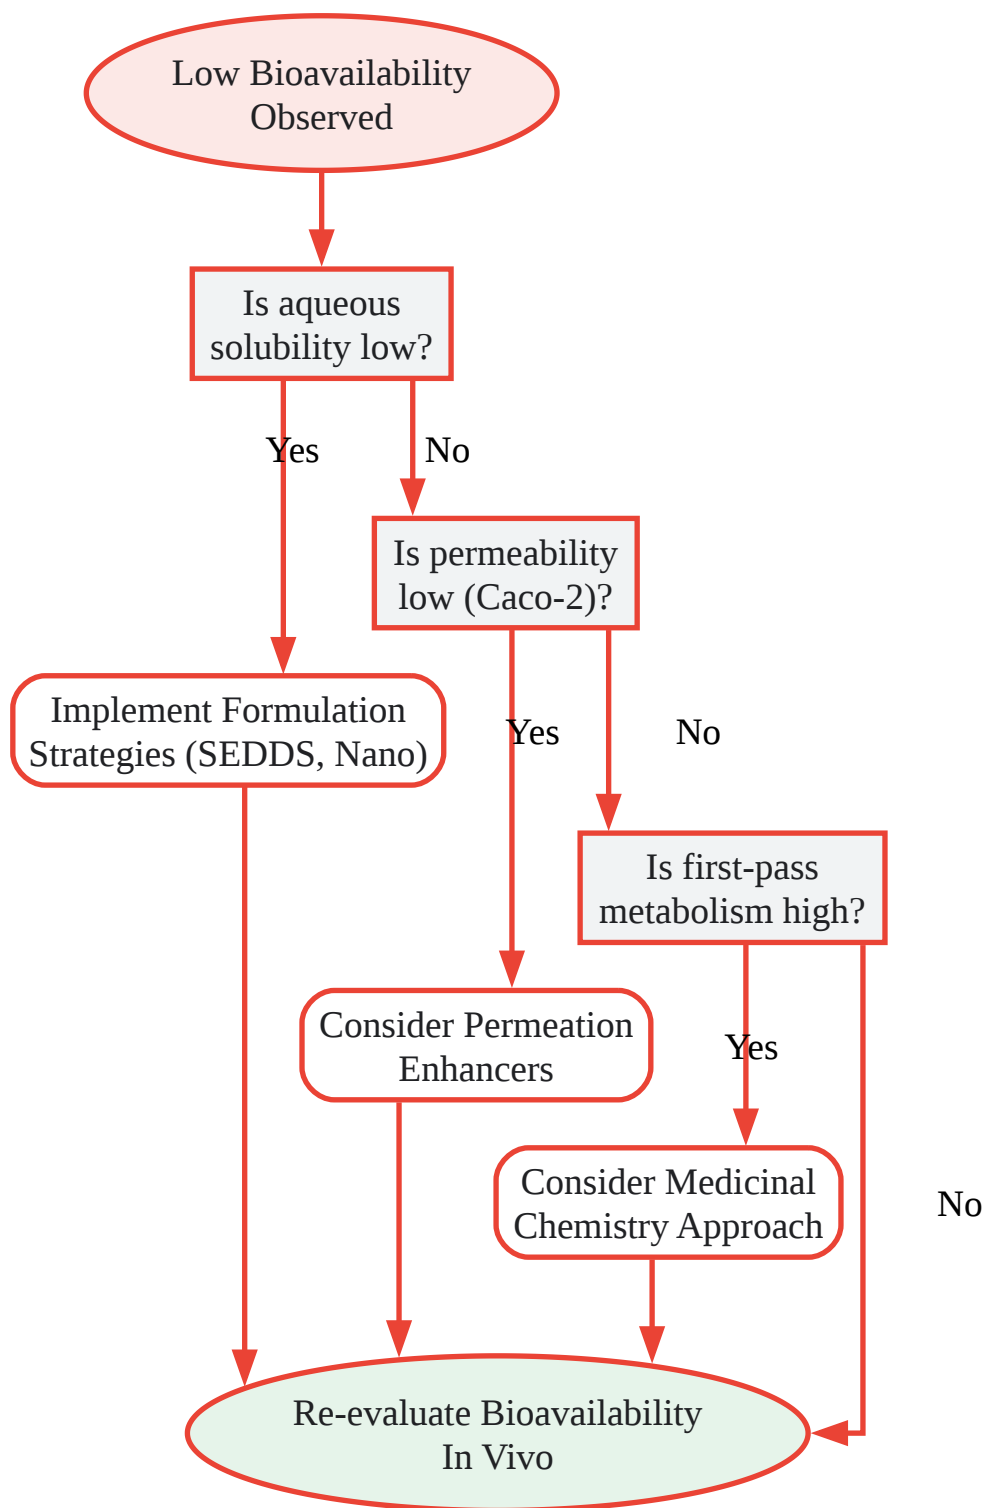 Low Bioavailability
Observed
Is aqueous
solubility low?
Yes
No
Is permeability
low (Caco-2)?
Implement Formulation
Strategies (SEDDS, Nano)
Yes
No
Is first-pass
metabolism high?
Consider Permeation
Enhancers
Yes
Consider Medicinal
Chemistry Approach
No
Re-evaluate Bioavailability
In Vivo